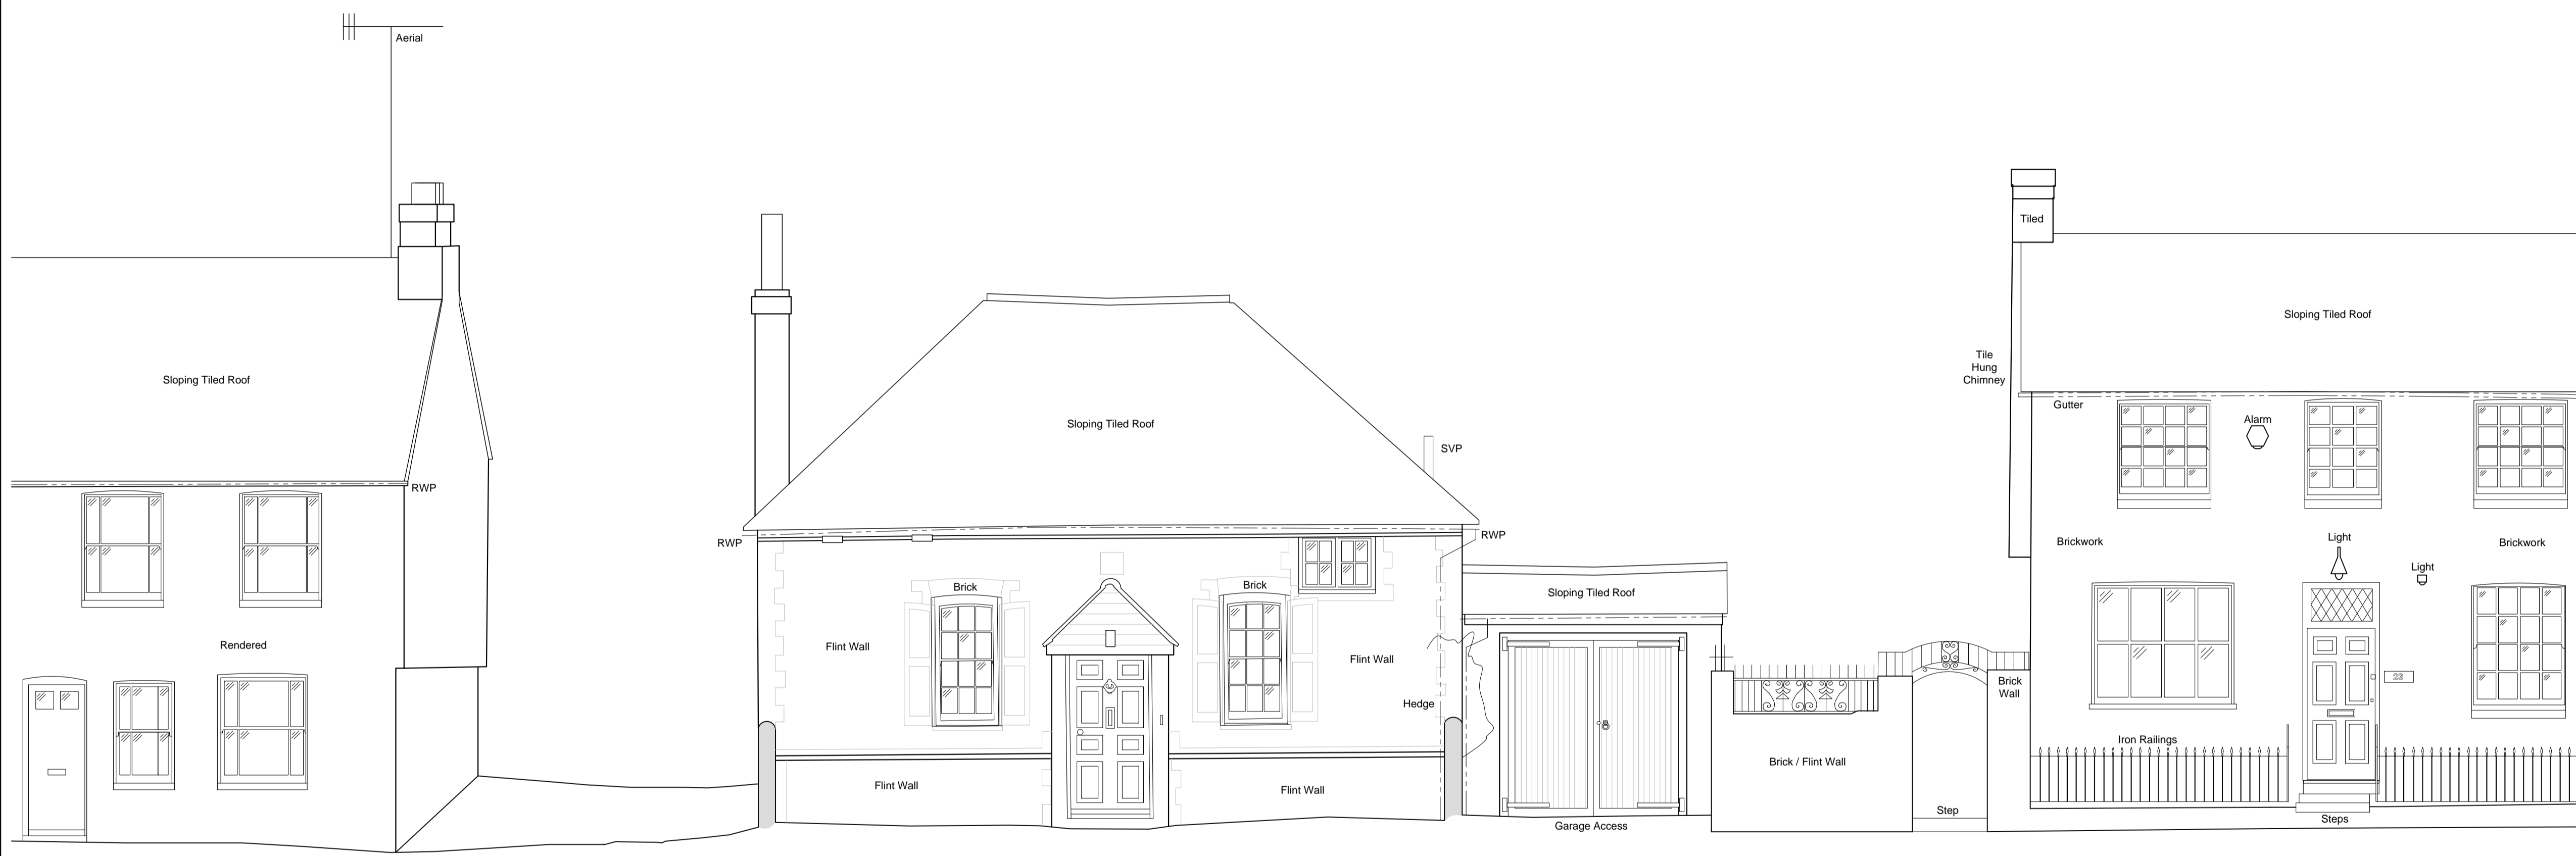 Aerial
Sloping Tiled Roof
RWP
Rendered
RWP
Sloping Tiled Roof
SVP
RWP
Brick
Brick
Flint Wall
Flint Wall
Hedge
Flint Wall
Flint Wall
Sloping Tiled Roof
Garage Access
Brick / Flint Wall
Step
Brick
Wall
Tiled
Tile
Hung
Chimney
Sloping Tiled Roof
Gutter
Alarm
Brickwork
Light
Light
Brickwork
23
Iron Railings
Steps